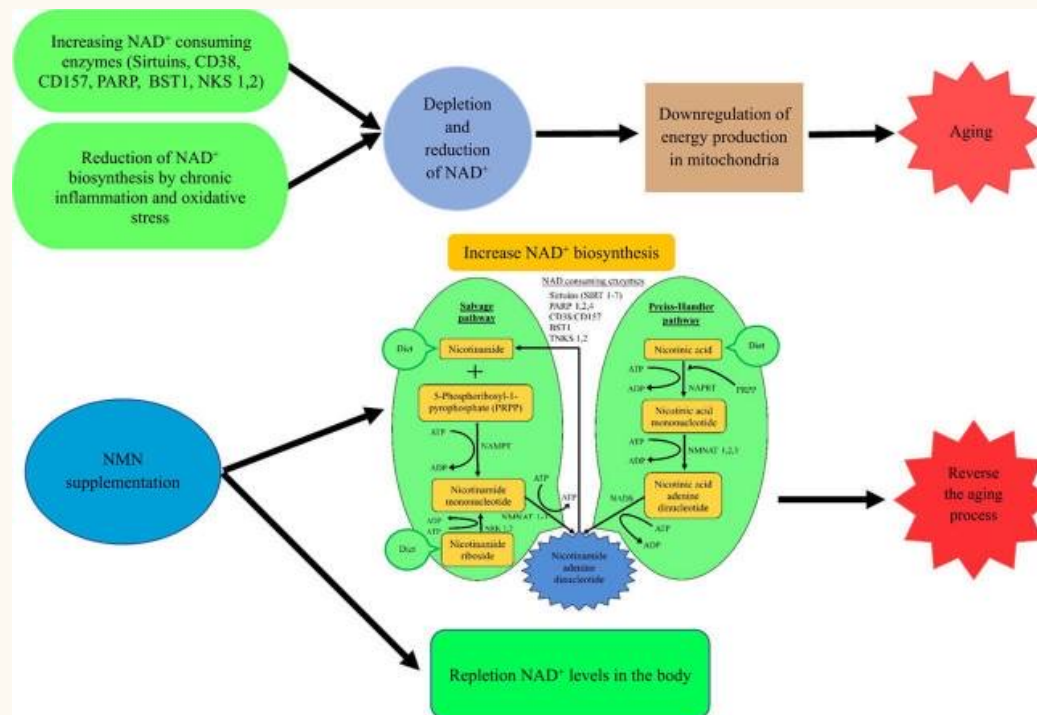 Increasing NAD⁺ consuming
enzymes (Sirtuins, CD38,
CD157, PARP, BST1, NKS 1,2)
Reduction of NAD⁺
biosynthesis by chronic
inflammation and oxidative
stress
Depletion
and
reduction
of NAD⁺
Downregulation of
energy production
in mitochondria
Aging
Increase NAD⁺ biosynthesis
NAD consuming enzymes
Sirtuins (SIRT 1-7)
PARP 1,2,4
CD38/CD157
BST1
TNKS 1,2
Salvage
pathway
Diet
Nicotinamide
+
5-Phosphoribosyl-1-
pyrophosphate (PRPP)
ATP
NAMPT
ADP
Nicotinamide
mononucleotide
ATP
ATP
NMNAT 1-3
ADP
ATP
NRK 1,2
Diet
Nicotinamide
riboside
Preiss-Handler
pathway
Nicotinic acid
Diet
ATP
NAPRT
ADP
PRPP
Nicotinic acid
mononucleotide
ATP
NMNAT 1,2,3
ADP
Nicotinic acid
adenine
dinucleotide
NADS
ATP
ADP
Nicotinamide
adenine
dinucleotide
NMN
supplementation
Reverse
the aging
process
Repletion NAD⁺ levels in the body